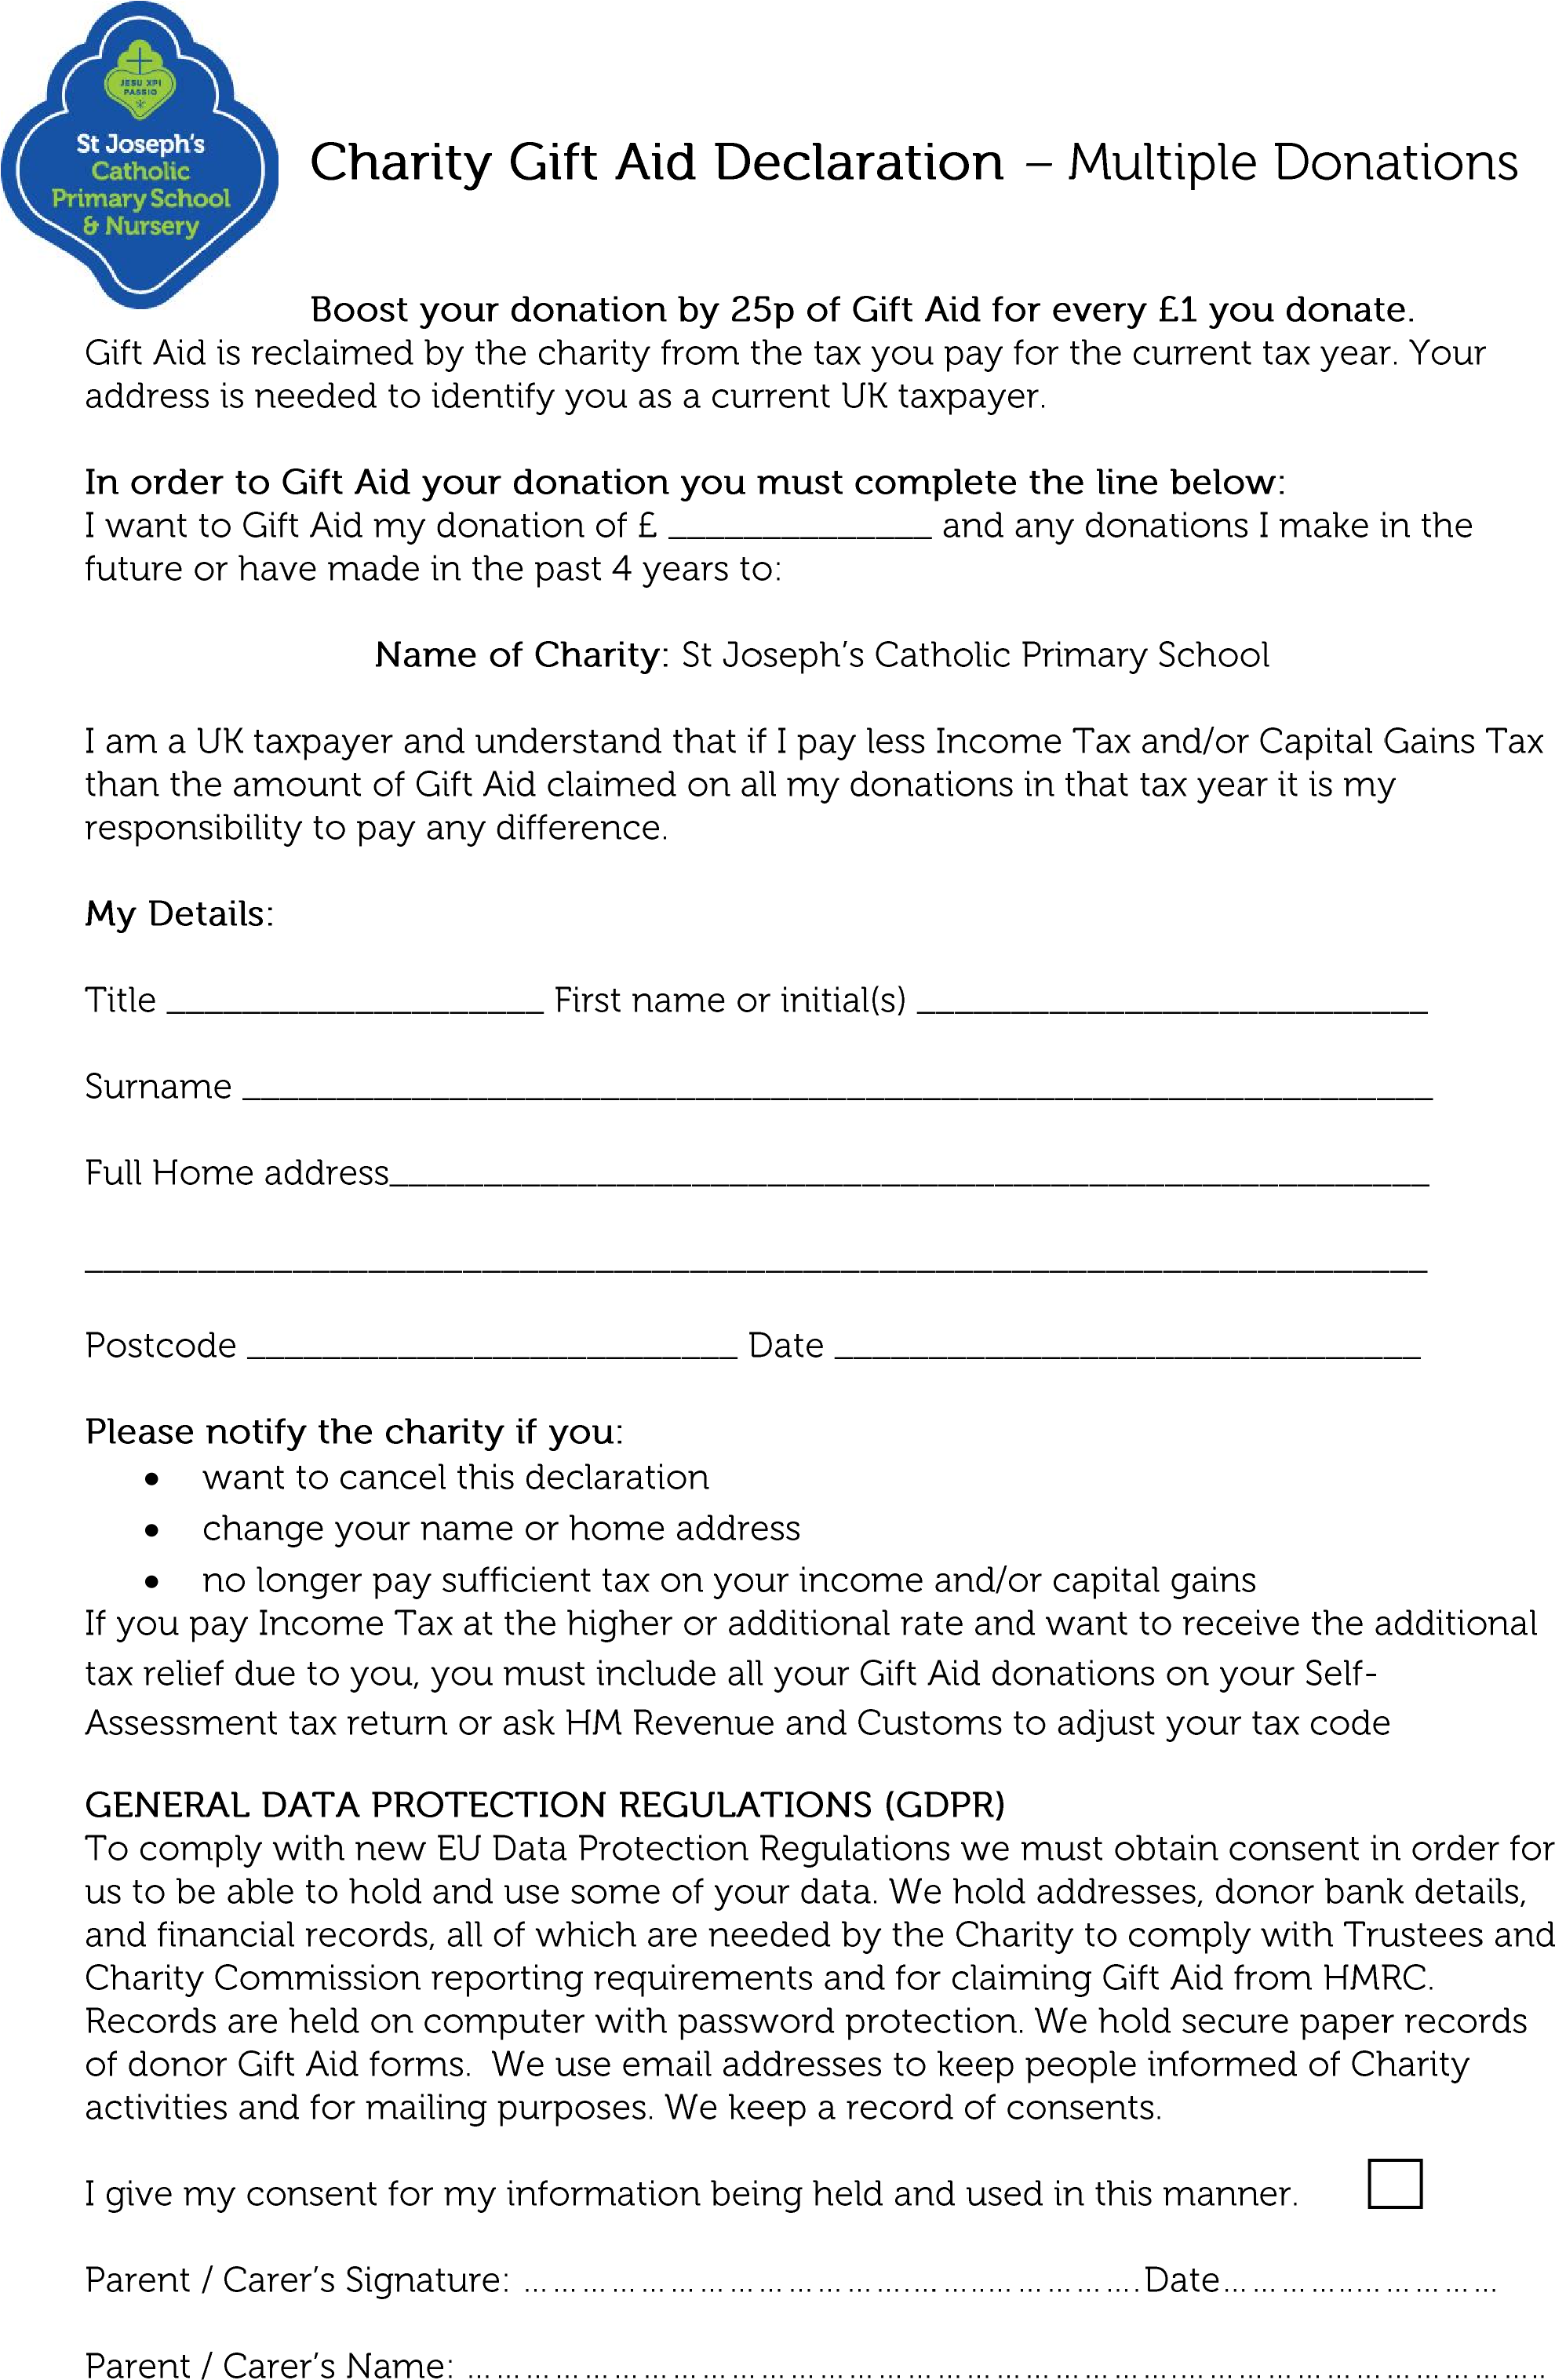 JESU XPI
PASSIO
St Joseph's
Catholic
Primary School
& Nursery
Charity Gift Aid Declaration – Multiple Donations
Boost your donation by 25p of Gift Aid for every £1 you donate.
Gift Aid is reclaimed by the charity from the tax you pay for the current tax year. Your
address is needed to identify you as a current UK taxpayer.
In order to Gift Aid your donation you must complete the line below:
I want to Gift Aid my donation of £ ______________ and any donations I make in the
future or have made in the past 4 years to:
Name of Charity: St Joseph's Catholic Primary School
I am a UK taxpayer and understand that if I pay less Income Tax and/or Capital Gains Tax
than the amount of Gift Aid claimed on all my donations in that tax year it is my
responsibility to pay any difference.
My Details:
Title ____________________ First name or initial(s) ___________________________
Surname _______________________________________________________________
Full Home address_______________________________________________________
_______________________________________________________________________
Postcode __________________________ Date _______________________________
Please notify the charity if you:
• want to cancel this declaration
• change your name or home address
• no longer pay sufficient tax on your income and/or capital gains
If you pay Income Tax at the higher or additional rate and want to receive the additional
tax relief due to you, you must include all your Gift Aid donations on your Self-
Assessment tax return or ask HM Revenue and Customs to adjust your tax code
GENERAL DATA PROTECTION REGULATIONS (GDPR)
To comply with new EU Data Protection Regulations we must obtain consent in order for
us to be able to hold and use some of your data. We hold addresses, donor bank details,
and financial records, all of which are needed by the Charity to comply with Trustees and
Charity Commission reporting requirements and for claiming Gift Aid from HMRC.
Records are held on computer with password protection. We hold secure paper records
of donor Gift Aid forms. We use email addresses to keep people informed of Charity
activities and for mailing purposes. We keep a record of consents.
I give my consent for my information being held and used in this manner.
Parent / Carer's Signature: ……………………………………….………..…………….Date…………..……………
Parent / Carer's Name: ……………………………………………………………………….……………………………………